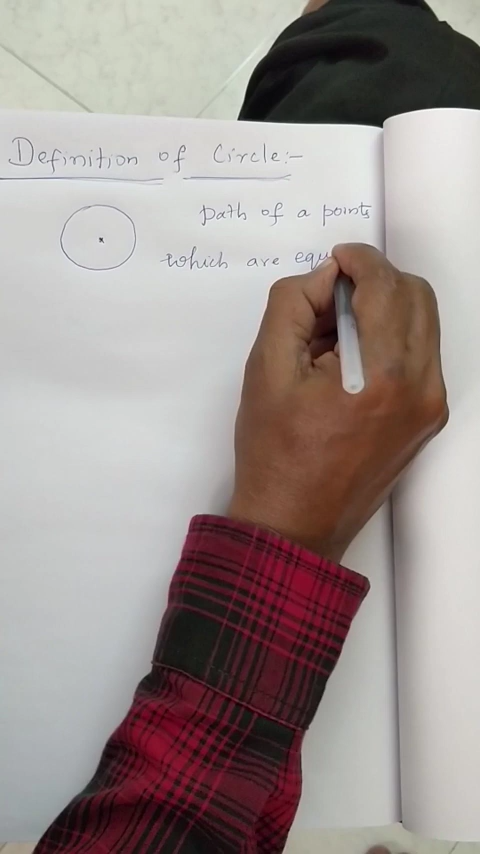 Definition of Circle:-
path of a points
which are equ